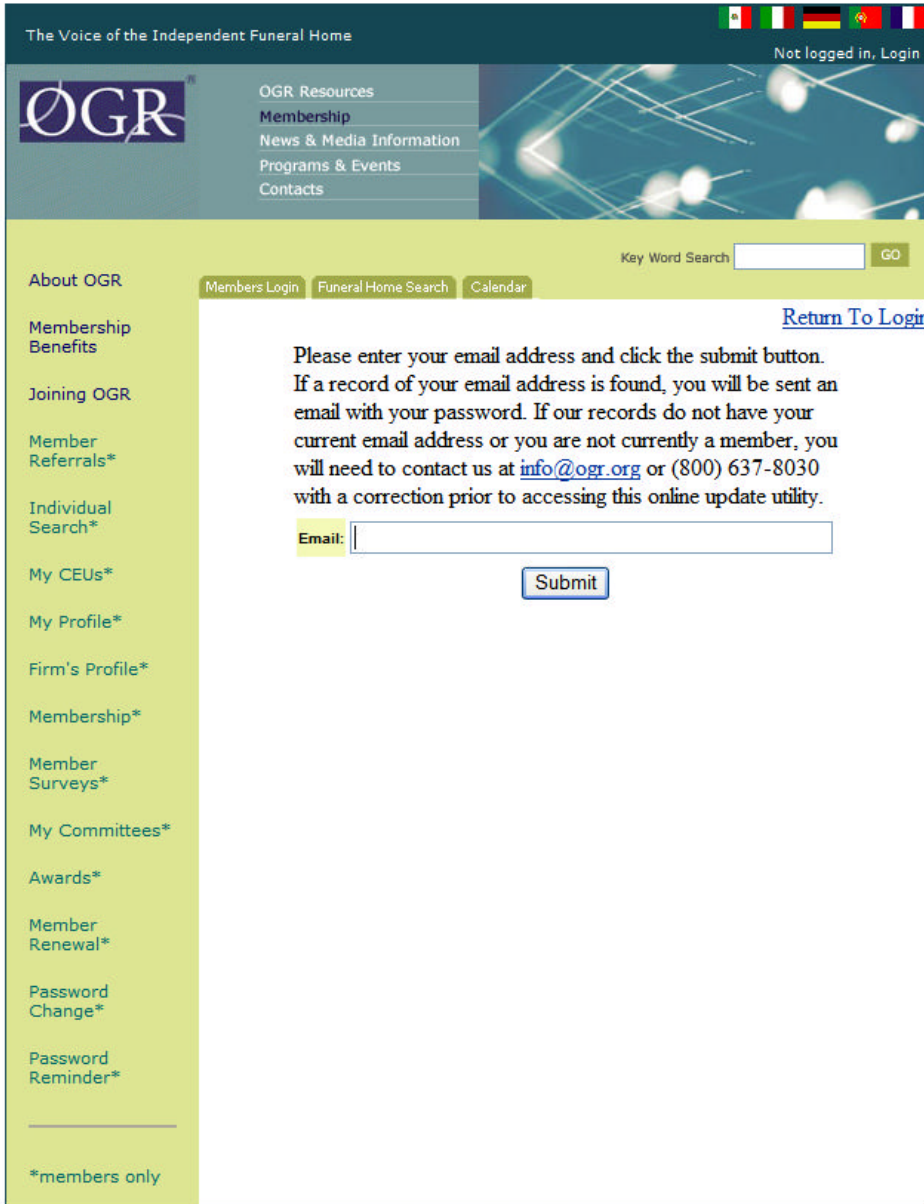 The Voice of the Independent Funeral Home
Not logged in, Login
OGR®
OGR Resources
Membership
News & Media Information
Programs & Events
Contacts
Key Word Search
GO
Members Login
Funeral Home Search
Calendar
About OGR
Membership
Benefits
Joining OGR
Member
Referrals*
Individual
Search*
My CEUs*
My Profile*
Firm's Profile*
Membership*
Member
Surveys*
My Committees*
Awards*
Member
Renewal*
Password
Change*
Password
Reminder*
*members only
Return To Login
Please enter your email address and click the submit button.
If a record of your email address is found, you will be sent an
email with your password. If our records do not have your
current email address or you are not currently a member, you
will need to contact us at info@ogr.org or (800) 637-8030
with a correction prior to accessing this online update utility.
Email:
Submit